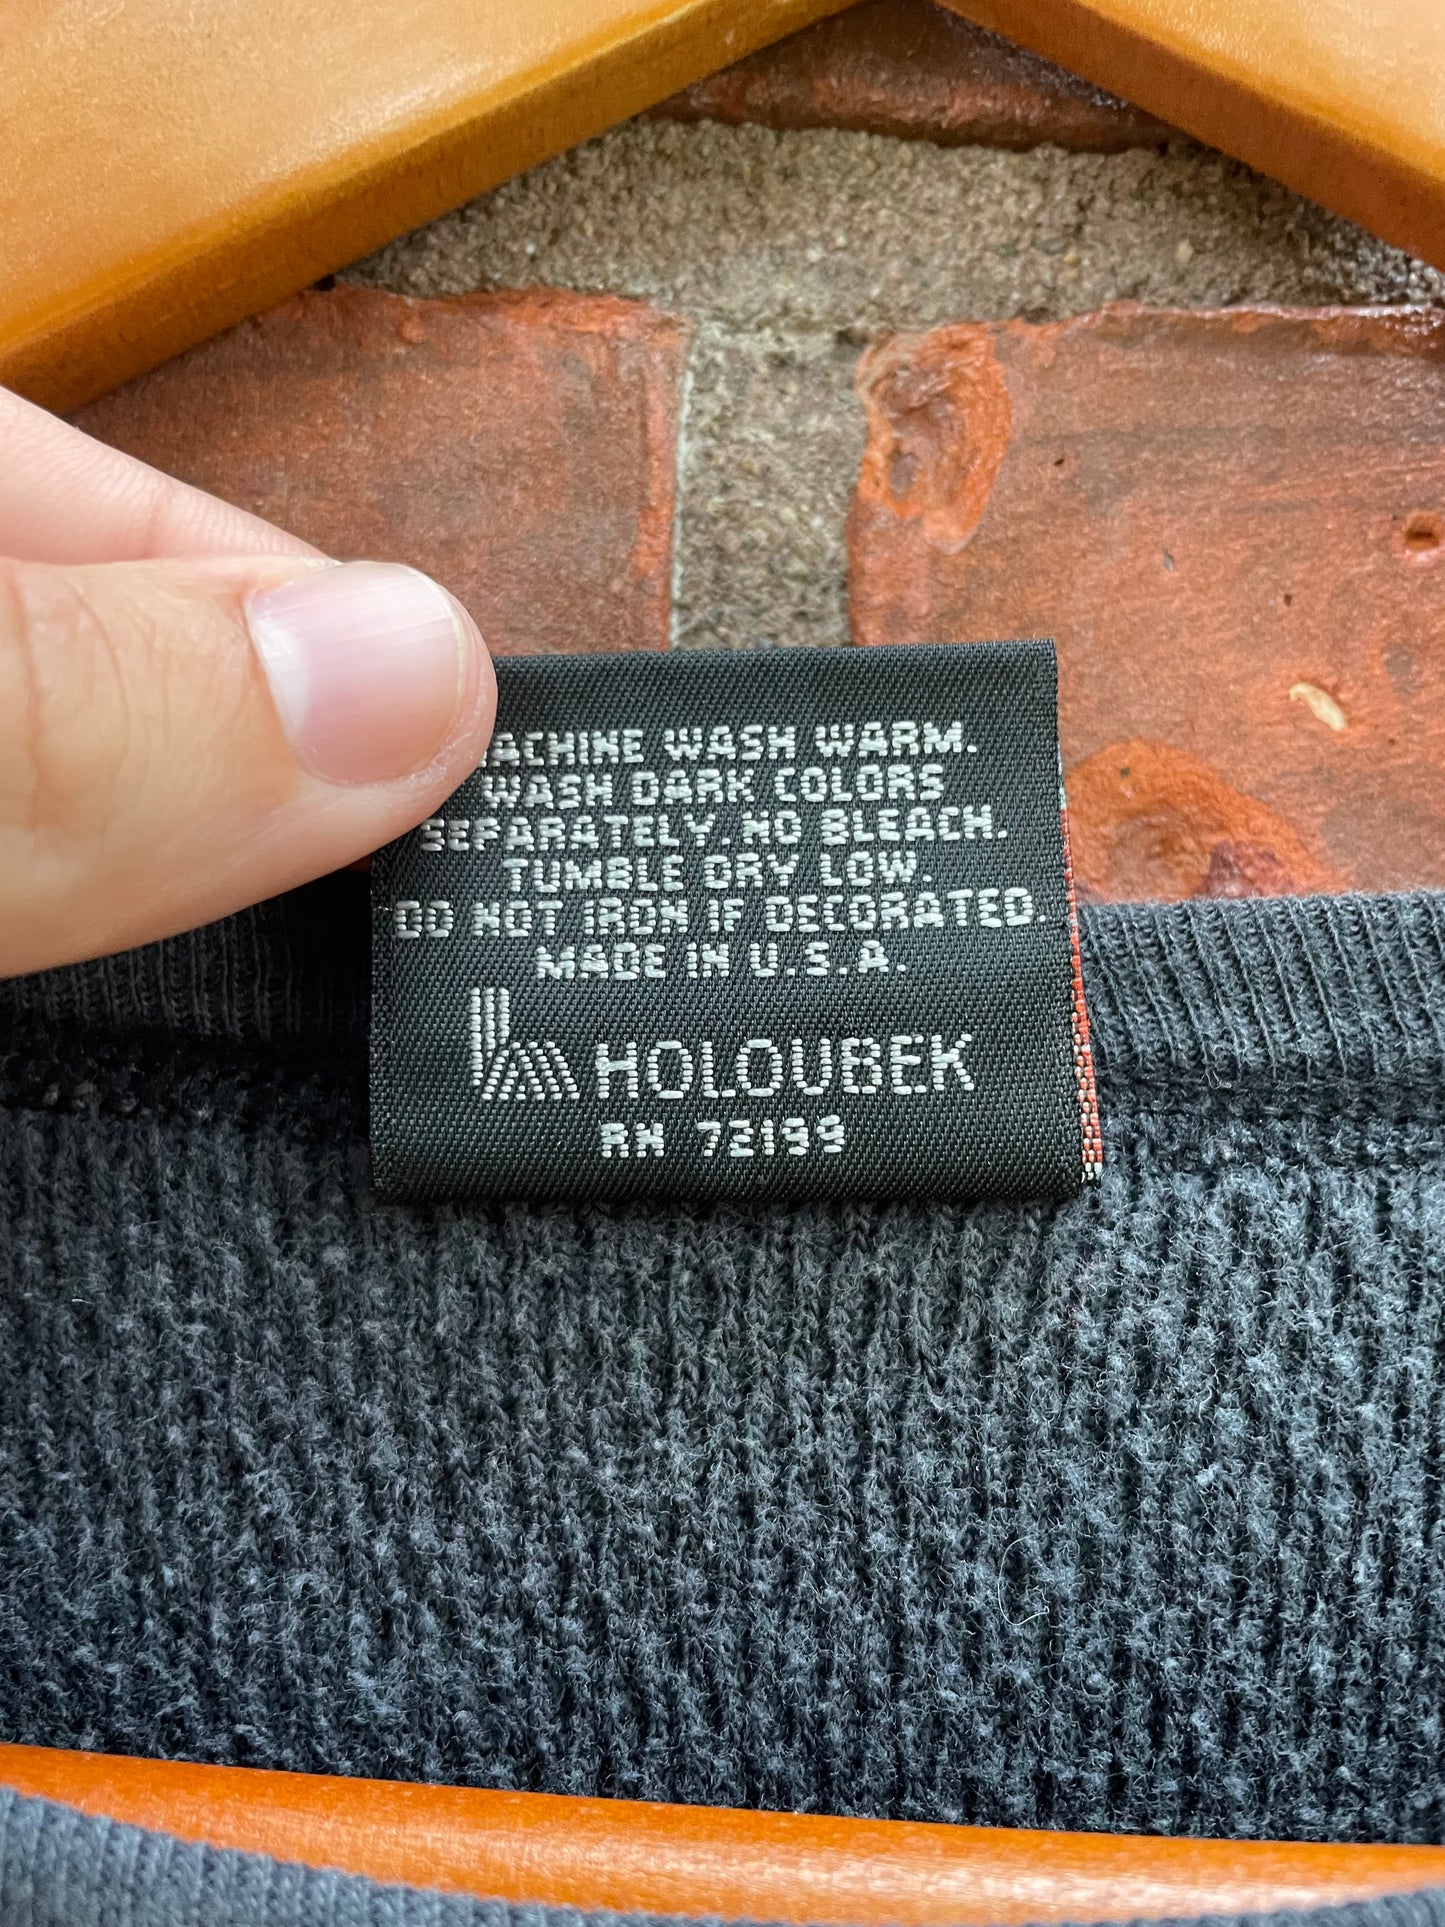 MACHINE WASH WARM.
WASH DARK COLORS
SEPARATELY. NO BLEACH.
TUMBLE DRY LOW.
DO NOT IRON IF DECORATED.
MADE IN U.S.A.
HOLOUBEK
RN 72199